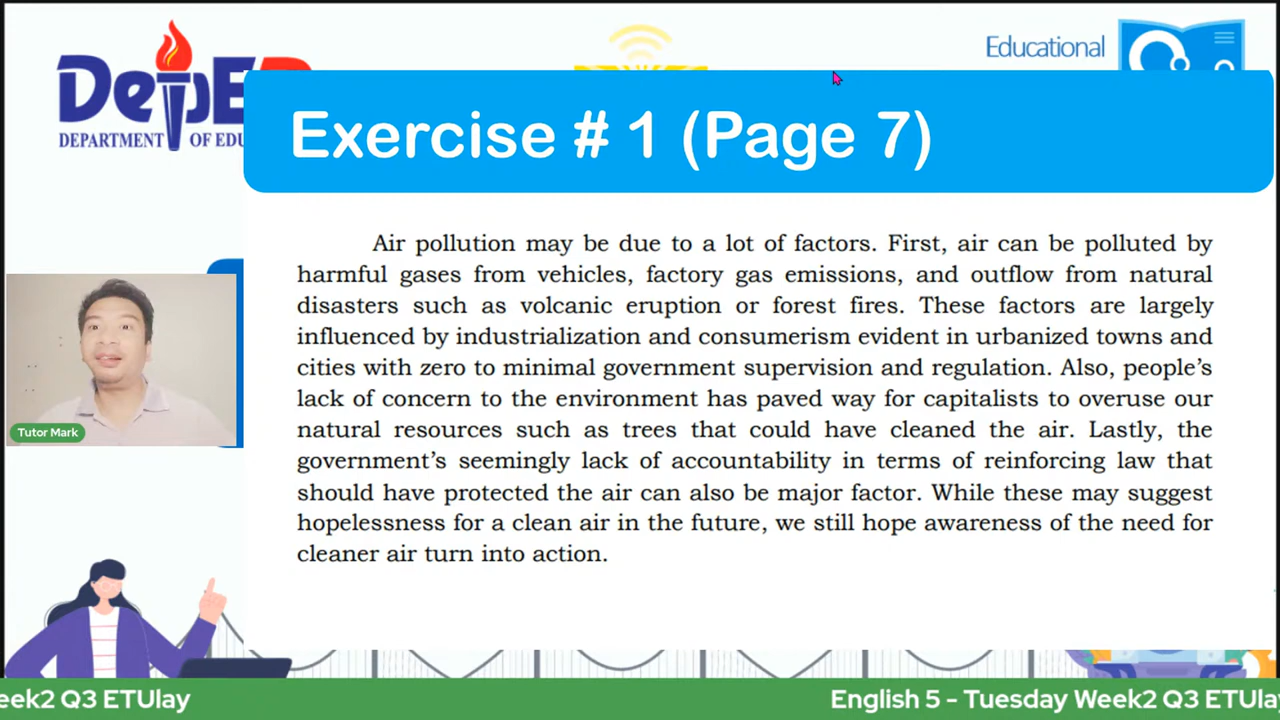 Educational
DepED
DEPARTMENT OF EDU
Exercise # 1 (Page 7)
Air pollution may be due to a lot of factors. First, air can be polluted by
harmful gases from vehicles, factory gas emissions, and outflow from natural
disasters such as volcanic eruption or forest fires. These factors are largely
influenced by industrialization and consumerism evident in urbanized towns and
cities with zero to minimal government supervision and regulation. Also, people's
lack of concern to the environment has paved way for capitalists to overuse our
natural resources such as trees that could have cleaned the air. Lastly, the
government's seemingly lack of accountability in terms of reinforcing law that
should have protected the air can also be major factor. While these may suggest
hopelessness for a clean air in the future, we still hope awareness of the need for
cleaner air turn into action.
Tutor Mark
eek2 Q3 ETUlay
English 5 - Tuesday Week2 Q3 ETUlay